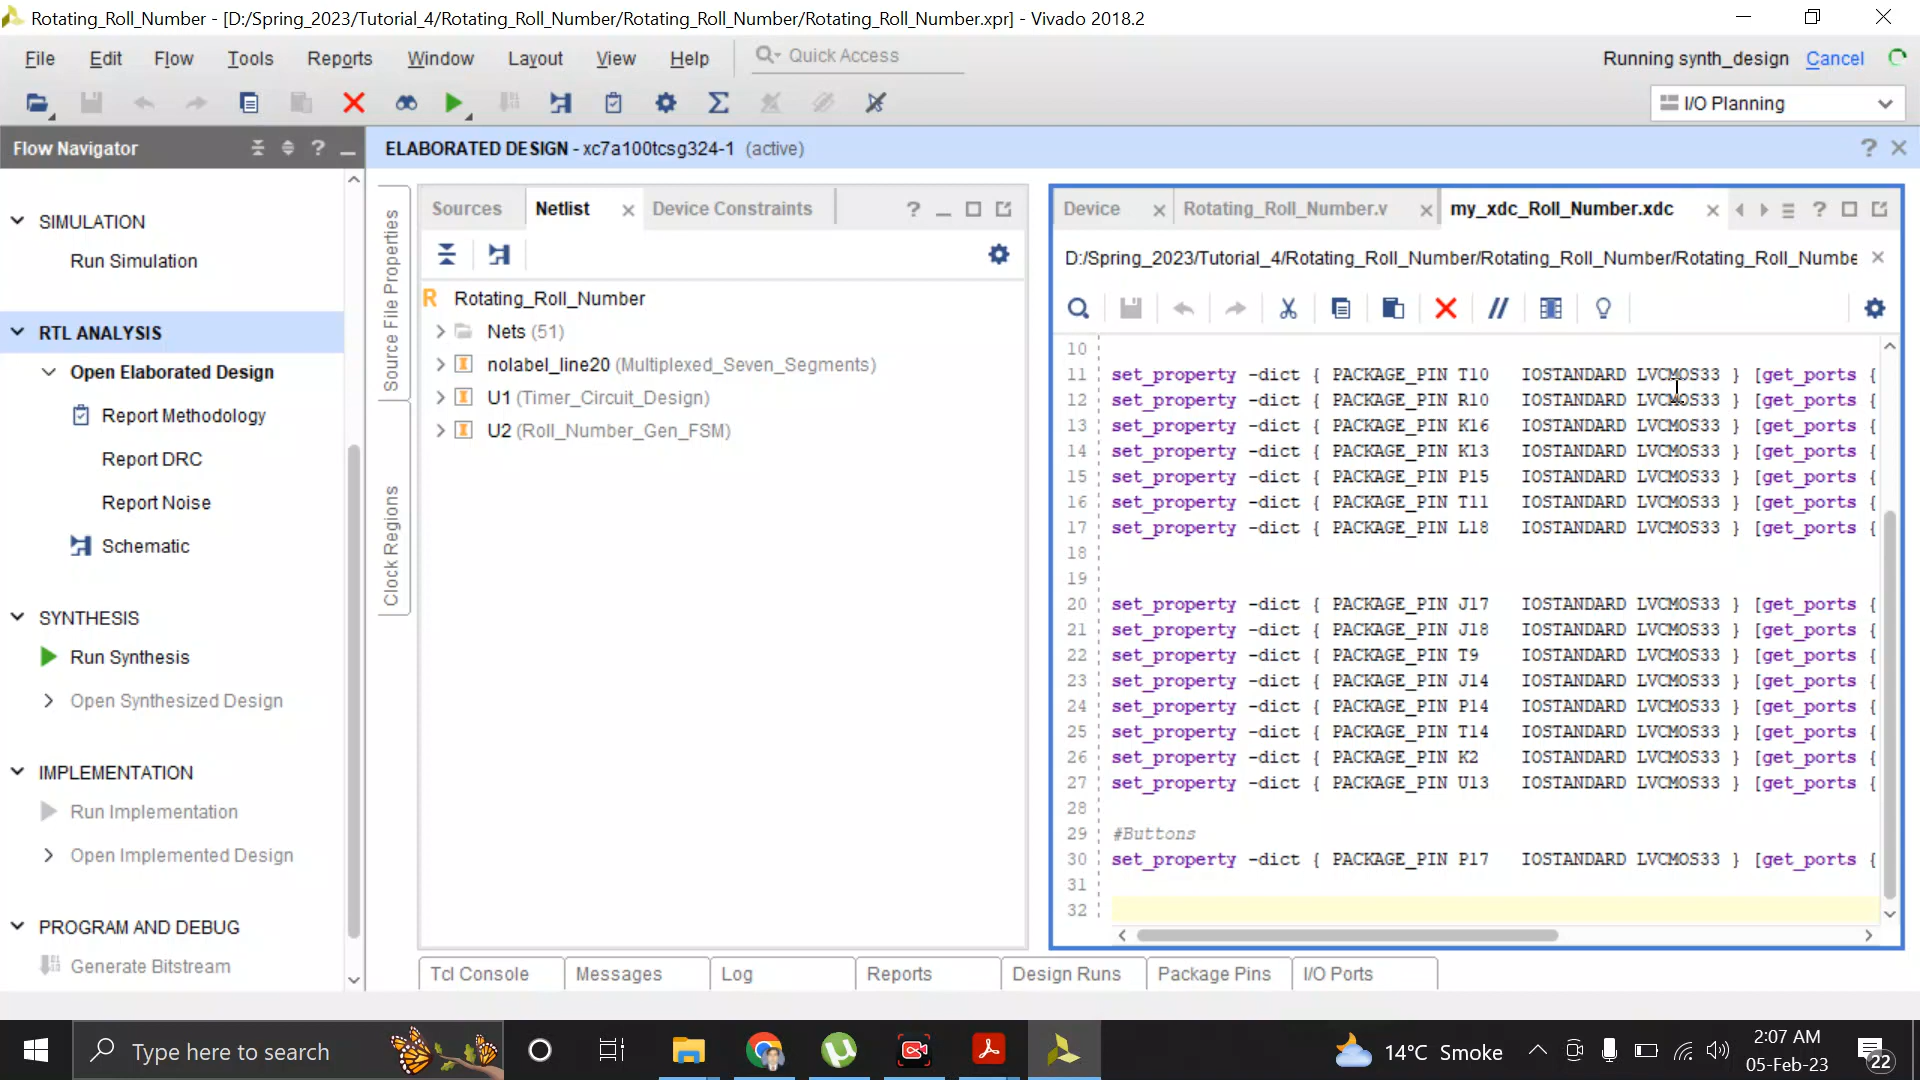 Rotating_Roll_Number - [D:/Spring_2023/Tutorial_4/Rotating_Roll_Number/Rotating_Roll_Number/Rotating_Roll_Number.xpr] - Vivado 2018.2
File Edit Flow Tools Reports Window Layout View Help Quick Access
Running synth_design Cancel
I/O Planning
Flow Navigator
ELABORATED DESIGN - xc7a100tcsg324-1 (active)
SIMULATION
Run Simulation
RTL ANALYSIS
Open Elaborated Design
Report Methodology
Report DRC
Report Noise
Schematic
SYNTHESIS
Run Synthesis
Open Synthesized Design
IMPLEMENTATION
Run Implementation
Open Implemented Design
PROGRAM AND DEBUG
Generate Bitstream
Source File Properties
Clock Regions
Sources Netlist Device Constraints
Rotating_Roll_Number
Nets (51)
nolabel_line20 (Multiplexed_Seven_Segments)
U1 (Timer_Circuit_Design)
U2 (Roll_Number_Gen_FSM)
Device Rotating_Roll_Number.v my_xdc_Roll_Number.xdc
D:/Spring_2023/Tutorial_4/Rotating_Roll_Number/Rotating_Roll_Number/Rotating_Roll_Numbe
10
11 set_property -dict { PACKAGE_PIN T10 IOSTANDARD LVCMOS33 } [get_ports {
12 set_property -dict { PACKAGE_PIN R10 IOSTANDARD LVCMOS33 } [get_ports {
13 set_property -dict { PACKAGE_PIN K16 IOSTANDARD LVCMOS33 } [get_ports {
14 set_property -dict { PACKAGE_PIN K13 IOSTANDARD LVCMOS33 } [get_ports {
15 set_property -dict { PACKAGE_PIN P15 IOSTANDARD LVCMOS33 } [get_ports {
16 set_property -dict { PACKAGE_PIN T11 IOSTANDARD LVCMOS33 } [get_ports {
17 set_property -dict { PACKAGE_PIN L18 IOSTANDARD LVCMOS33 } [get_ports {
18
19
20 set_property -dict { PACKAGE_PIN J17 IOSTANDARD LVCMOS33 } [get_ports {
21 set_property -dict { PACKAGE_PIN J18 IOSTANDARD LVCMOS33 } [get_ports {
22 set_property -dict { PACKAGE_PIN T9 IOSTANDARD LVCMOS33 } [get_ports {
23 set_property -dict { PACKAGE_PIN J14 IOSTANDARD LVCMOS33 } [get_ports {
24 set_property -dict { PACKAGE_PIN P14 IOSTANDARD LVCMOS33 } [get_ports {
25 set_property -dict { PACKAGE_PIN T14 IOSTANDARD LVCMOS33 } [get_ports {
26 set_property -dict { PACKAGE_PIN K2 IOSTANDARD LVCMOS33 } [get_ports {
27 set_property -dict { PACKAGE_PIN U13 IOSTANDARD LVCMOS33 } [get_ports {
28
29 #Buttons
30 set_property -dict { PACKAGE_PIN P17 IOSTANDARD LVCMOS33 } [get_ports {
31
32
Tcl Console Messages Log Reports Design Runs Package Pins I/O Ports
Type here to search
14°C Smoke
2:07 AM
05-Feb-23
22